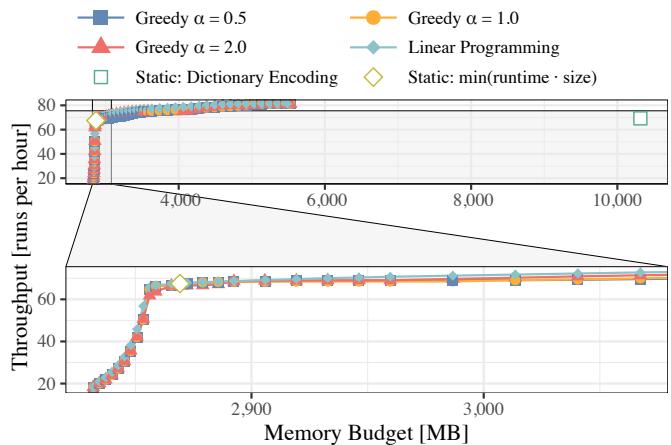 Greedy α = 0.5 Greedy α = 1.0
Greedy α = 2.0 Linear Programming
Static: Dictionary Encoding Static: min(runtime · size)
80
60
40
20
4,000 6,000 8,000 10,000
Throughput [runs per hour]
60
40
20
2,900 3,000
Memory Budget [MB]